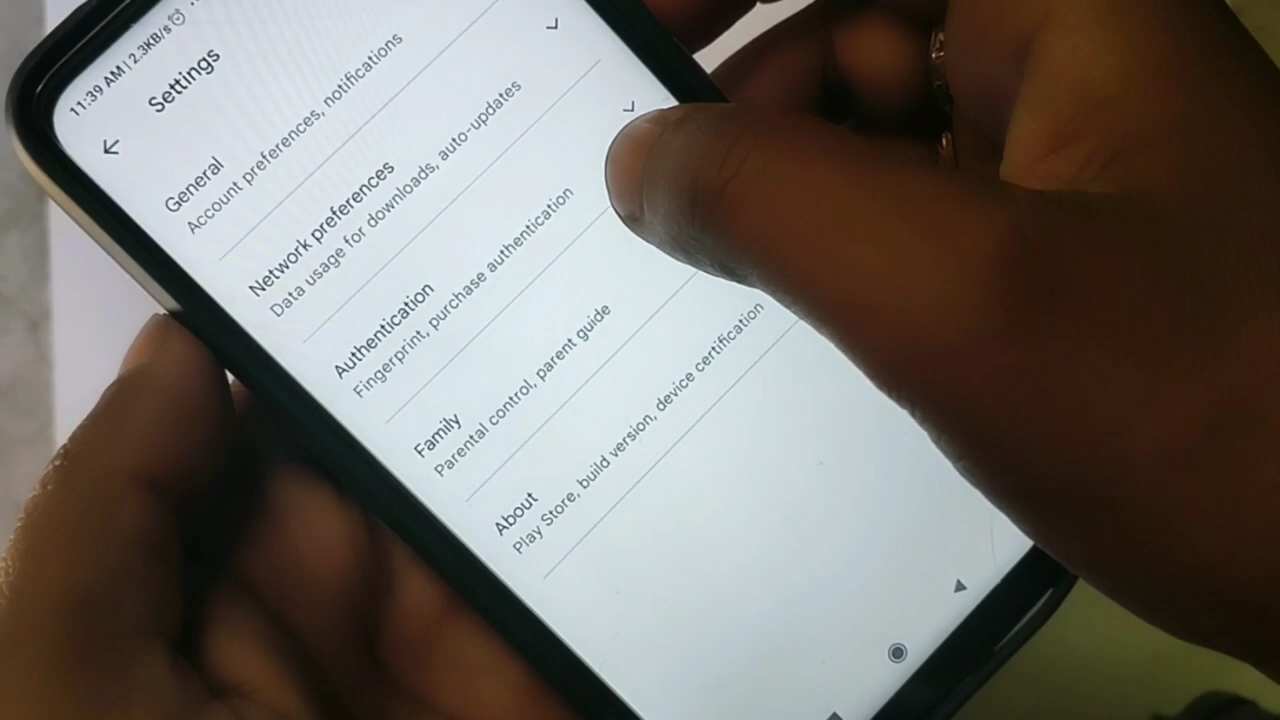 11:39 AM | 2.3KB/s
Settings
General
Account preferences, notifications
Network preferences
Data usage for downloads, auto-updates
Authentication
Fingerprint, purchase authentication
Family
Parental control, parent guide
About
Play Store, build version, device certification